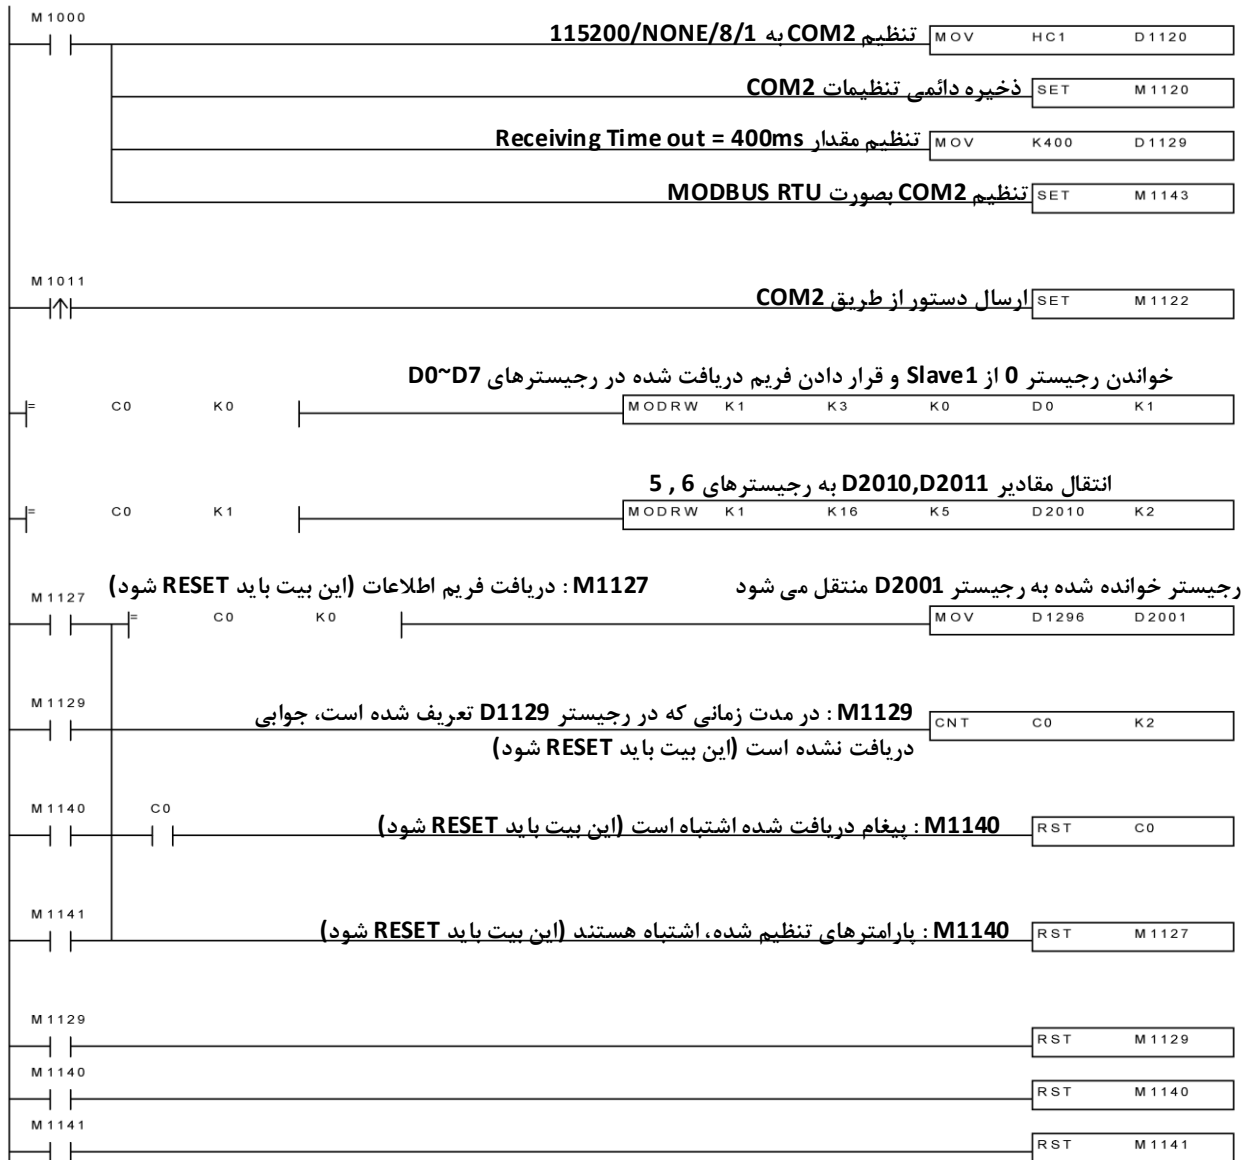 M1000
تنظیم COM2 به 115200/NONE/8/1
MOV HC1 D1120
ذخیره دائمی تنظیمات COM2
SET M1120
تنظیم مقدار Receiving Time out = 400ms
MOV K400 D1129
تنظیم COM2 بصورت MODBUS RTU
SET M1143
M1011
ارسال دستور از طریق COM2
SET M1122
خواندن رجیستر 0 از Slave1 و قرار دادن فریم دریافت شده در رجیسترهای D0~D7
= C0 K0
MODRW K1 K3 K0 D0 K1
انتقال مقادیر D2010,D2011 به رجیسترهای 5 , 6
= C0 K1
MODRW K1 K16 K5 D2010 K2
رجیستر خوانده شده به رجیستر D2001 منتقل می شود
M1127 : دریافت فریم اطلاعات (این بیت باید RESET شود)
M1127
= C0 K0
MOV D1296 D2001
M1129
M1129 : در مدت زمانی که در رجیستر D1129 تعریف شده است، جوابی
دریافت نشده است (این بیت باید RESET شود)
CNT C0 K2
M1140 C0
M1140 : پیغام دریافت شده اشتباه است (این بیت باید RESET شود)
RST C0
M1141
M1140 : پارامترهای تنظیم شده، اشتباه هستند (این بیت باید RESET شود)
RST M1127
M1129
RST M1129
M1140
RST M1140
M1141
RST M1141